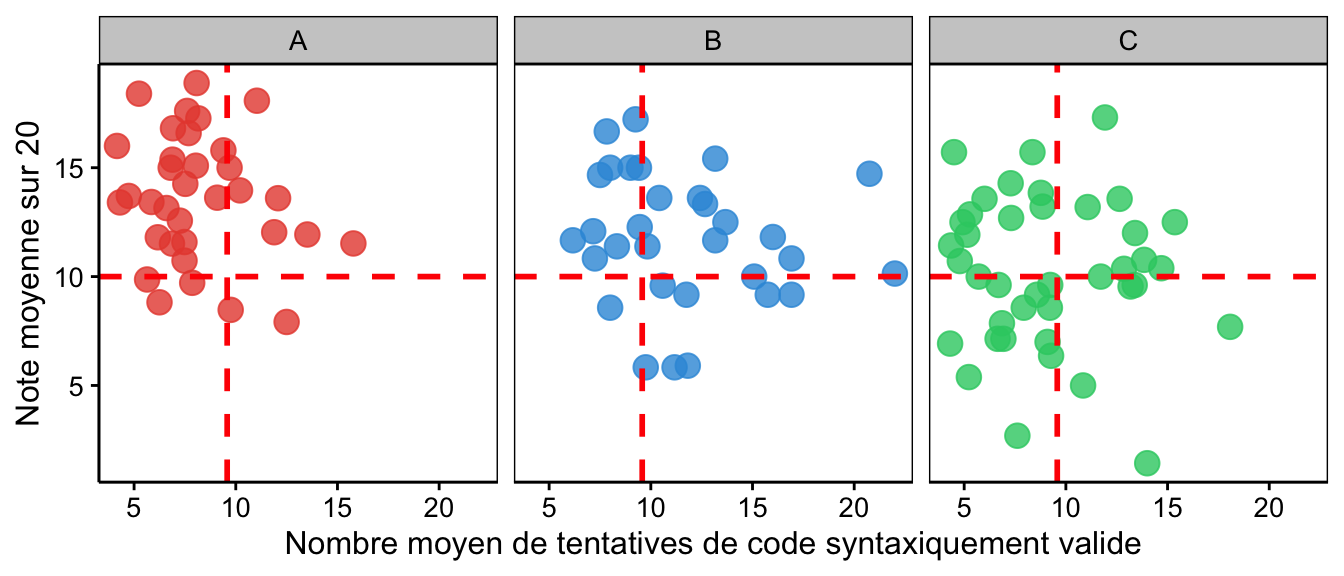 A B C
Note moyenne sur 20
15
10
5
5 10 15 20 5 10 15 20 5 10 15 20
Nombre moyen de tentatives de code syntaxiquement valide